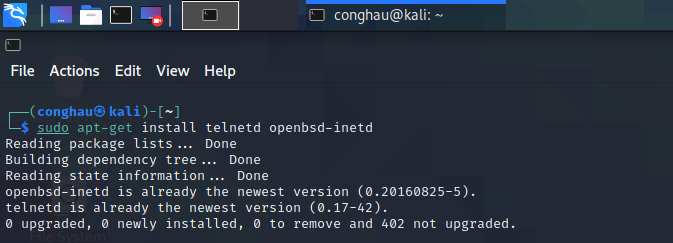 conghau@kali: ~
File Actions Edit View Help
(conghau㉿kali)-[~]
$ sudo apt-get install telnetd openbsd-inetd
Reading package lists... Done
Building dependency tree... Done
Reading state information... Done
openbsd-inetd is already the newest version (0.20160825-5).
telnetd is already the newest version (0.17-42).
0 upgraded, 0 newly installed, 0 to remove and 402 not upgraded.
File System